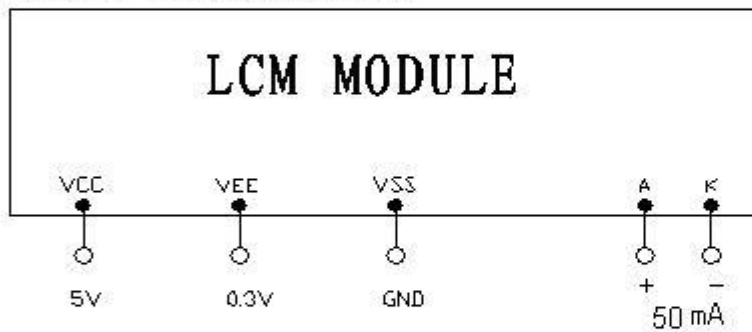 LCM MODULE
VCC VEE VSS A K
5V 0.3V GND + −
50 mA